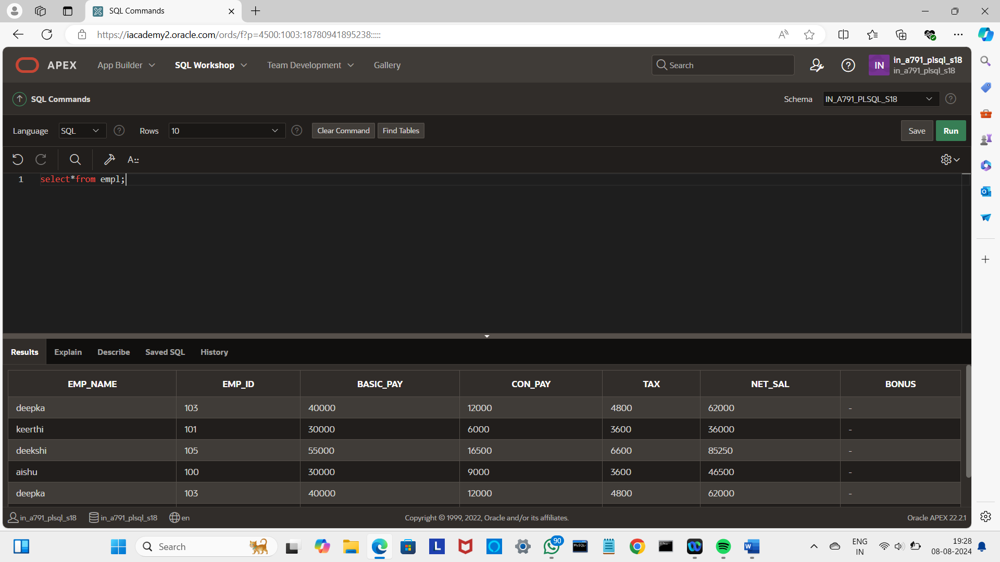 SQL Commands
https://iacademy2.oracle.com/ords/f?p=4500:1003:18780941895238:::::
APEX App Builder SQL Workshop Team Development Gallery Search IN in_a791_plsql_s18
in_a791_plsql_s18
SQL Commands Schema IN_A791_PLSQL_S18
Language SQL Rows 10 Clear Command Find Tables Save Run
A::
1 select*from empl;
Results Explain Describe Saved SQL History
EMP_NAME EMP_ID BASIC_PAY CON_PAY TAX NET_SAL BONUS
deepka 103 40000 12000 4800 62000 -
keerthi 101 30000 6000 3600 36000 -
deekshi 105 55000 16500 6600 85250 -
aishu 100 30000 9000 3600 46500 -
deepka 103 40000 12000 4800 62000 -
in_a791_plsql_s18 in_a791_plsql_s18 en Copyright © 1999, 2022, Oracle and/or its affiliates. Oracle APEX 22.2.1
Search L 90 W ENG 19:28
IN 08-08-2024